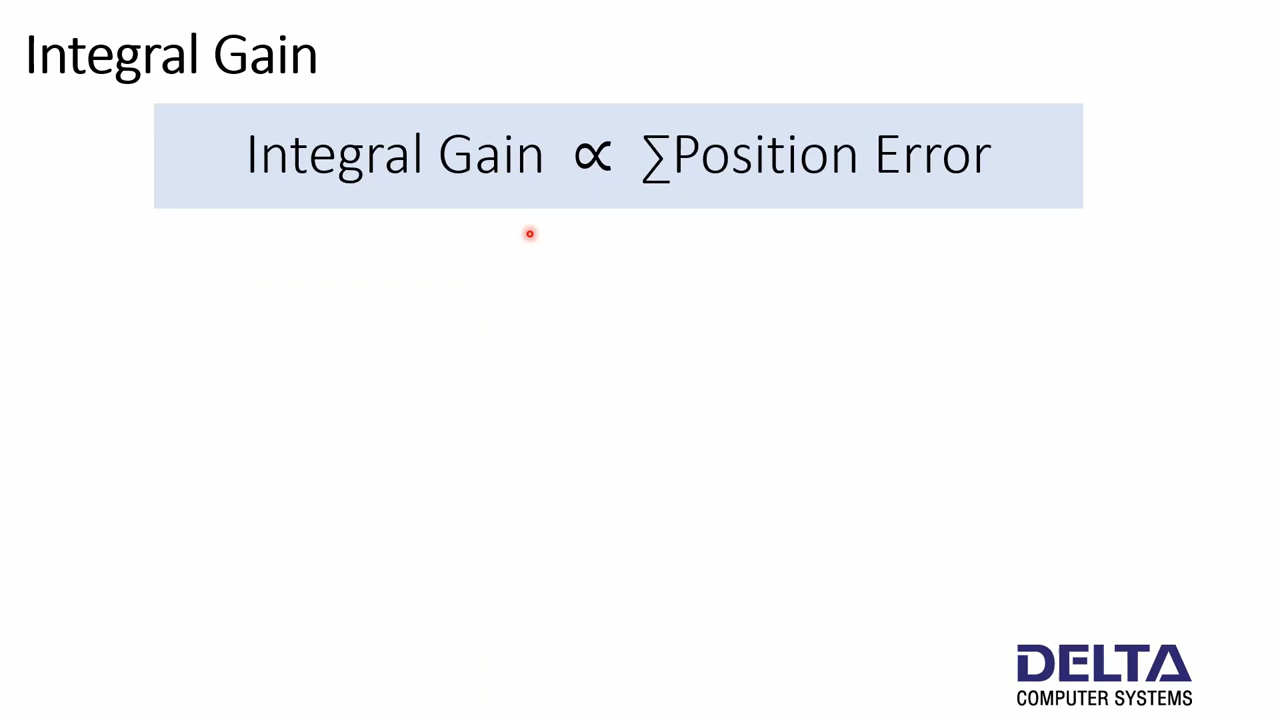 Integral Gain
Integral Gain ∝ ∑Position Error
DELTA
COMPUTER SYSTEMS